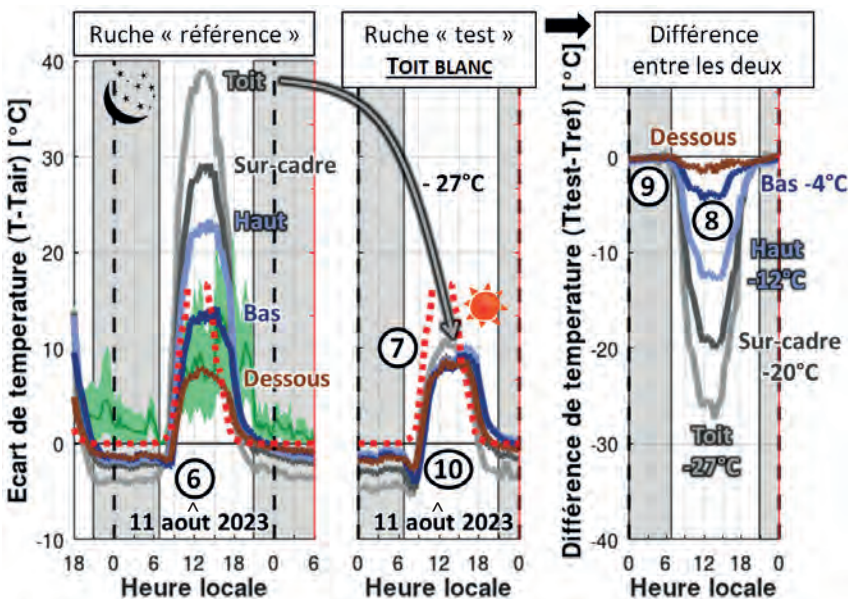 Ruche « référence »
Ruche « test »
TOIT BLANC
Différence
entre les deux
Ecart de temperature (T-Tair) [°C]
40
30
20
10
0
-10
Toit
Sur-cadre
Haut
Bas
Dessous
6
11 août 2023
18 0 6 12 18 0 6
Heure locale
- 27°C
7
10
11 août 2023
0 6 12 18 0
Heure locale
Différence de temperature (Ttest-Tref) [°C]
0
-10
-20
-30
-40
Dessous
9
8
Bas -4°C
Haut
-12°C
Sur-cadre
-20°C
Toit
-27°C
0 6 12 18 0
Heure locale